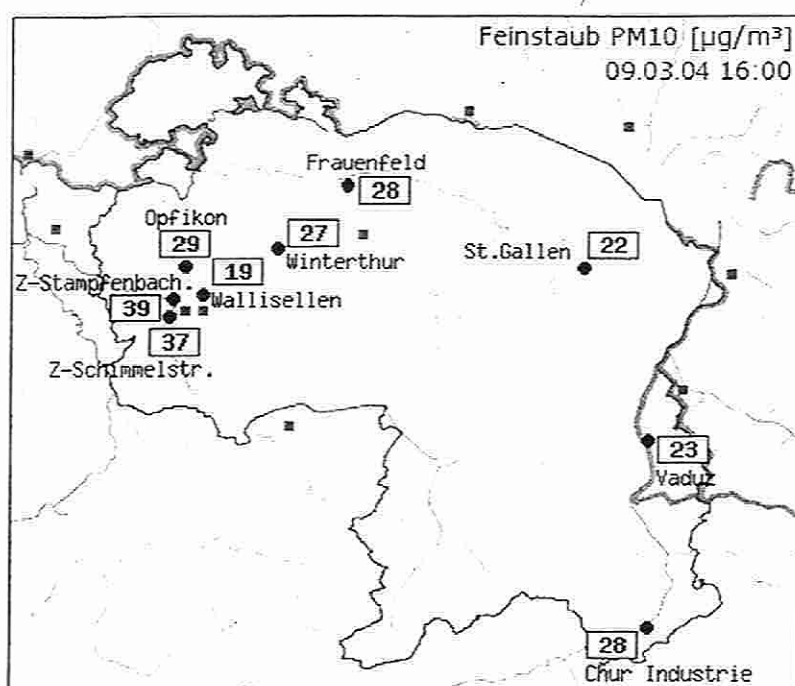 Feinstaub PM10 [µg/m³]
09.03.04 16:00
Frauenfeld
28
Opfikon
29
27
Winterthur
St.Gallen
22
Z-Stampfenbach.
19
Wallisellen
39
37
Z-Schimmelstr.
23
Vaduz
28
Chur Industrie